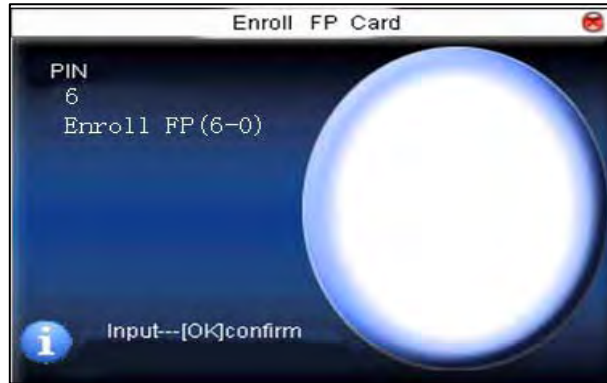 Enroll FP Card
PIN
6
Enroll FP(6-0)
Input---[OK]confirm